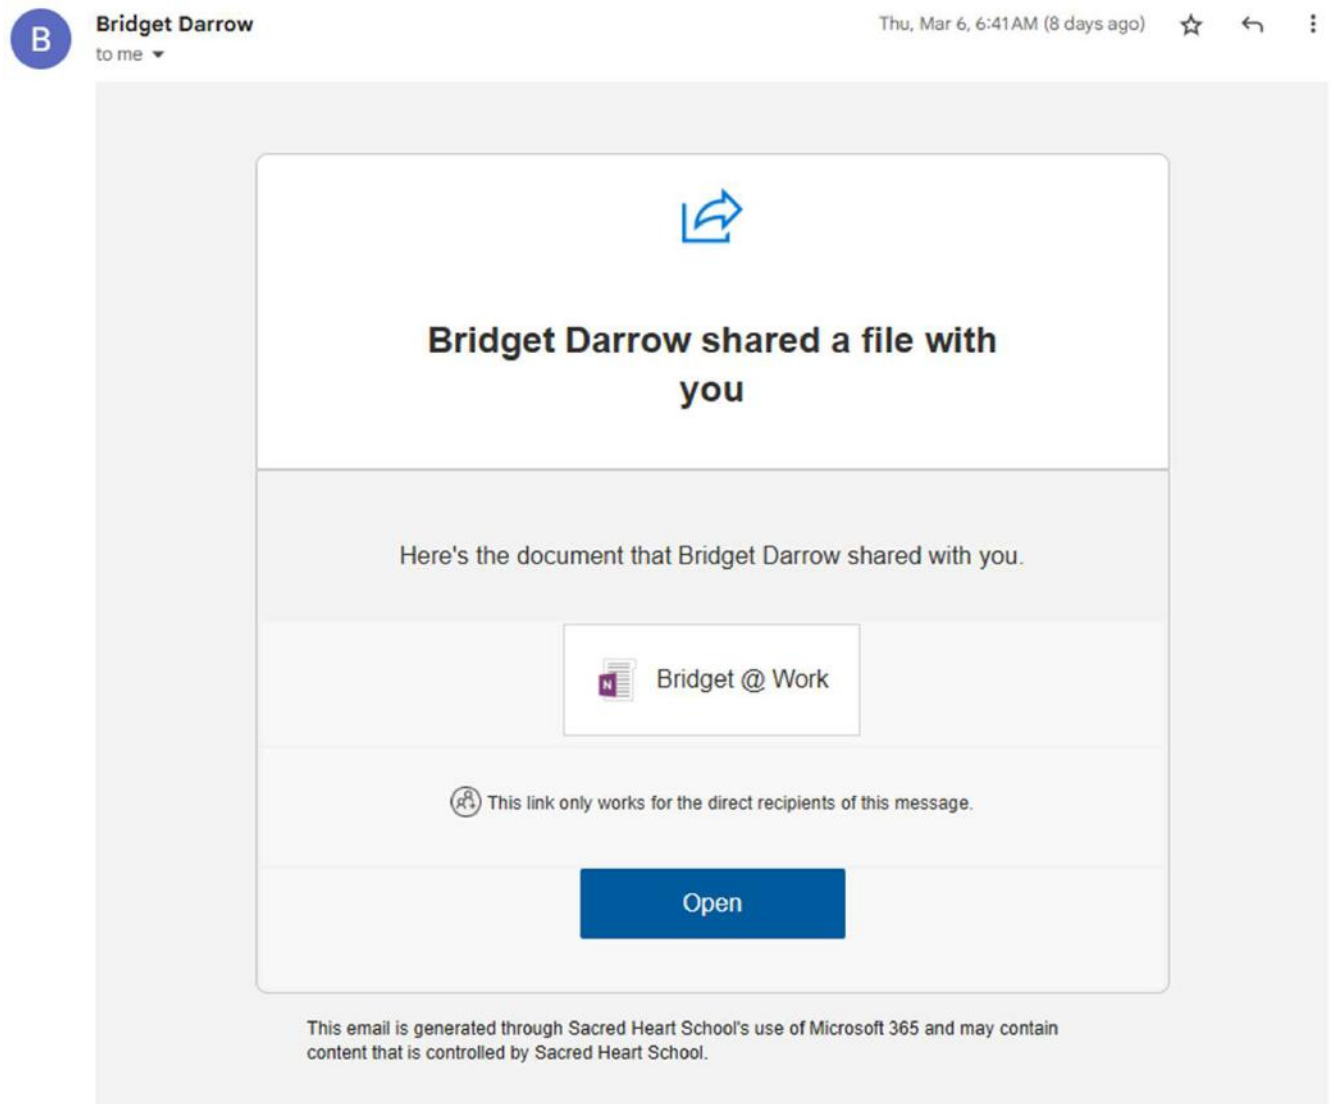 B
Bridget Darrow
Thu, Mar 6, 6:41 AM (8 days ago)
to me
Bridget Darrow shared a file with
you
Here's the document that Bridget Darrow shared with you.
N
Bridget @ Work
This link only works for the direct recipients of this message.
Open
This email is generated through Sacred Heart School's use of Microsoft 365 and may contain
content that is controlled by Sacred Heart School.